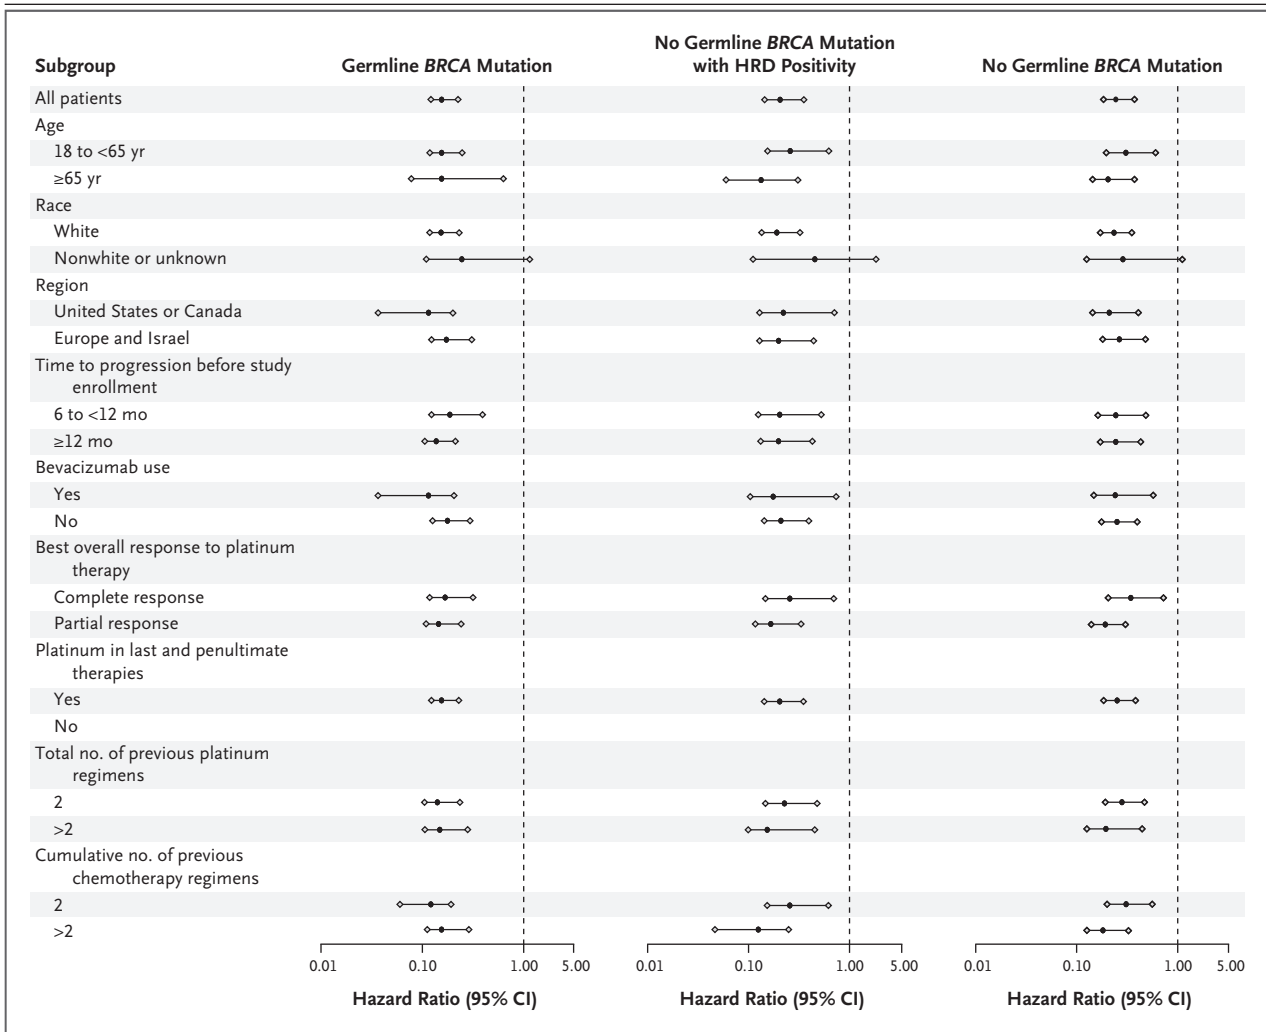 No Germline BRCA Mutation
Subgroup Germline BRCA Mutation with HRD Positivity No Germline BRCA Mutation
All patients
Age
18 to <65 yr
≥65 yr
Race
White
Nonwhite or unknown
Region
United States or Canada
Europe and Israel
Time to progression before study
enrollment
6 to <12 mo
≥12 mo
Bevacizumab use
Yes
No
Best overall response to platinum
therapy
Complete response
Partial response
Platinum in last and penultimate
therapies
Yes
No
Total no. of previous platinum
regimens
2
>2
Cumulative no. of previous
chemotherapy regimens
2
>2
0.01 0.10 1.00 5.00 0.01 0.10 1.00 5.00 0.01 0.10 1.00 5.00
Hazard Ratio (95% CI) Hazard Ratio (95% CI) Hazard Ratio (95% CI)